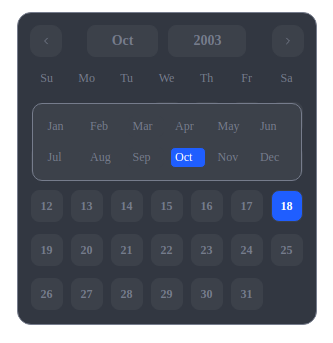 ‹ Oct 2003 ›
Su Mo Tu We Th Fr Sa
Jan Feb Mar Apr May Jun
Jul Aug Sep Oct Nov Dec
12 13 14 15 16 17 18
19 20 21 22 23 24 25
26 27 28 29 30 31